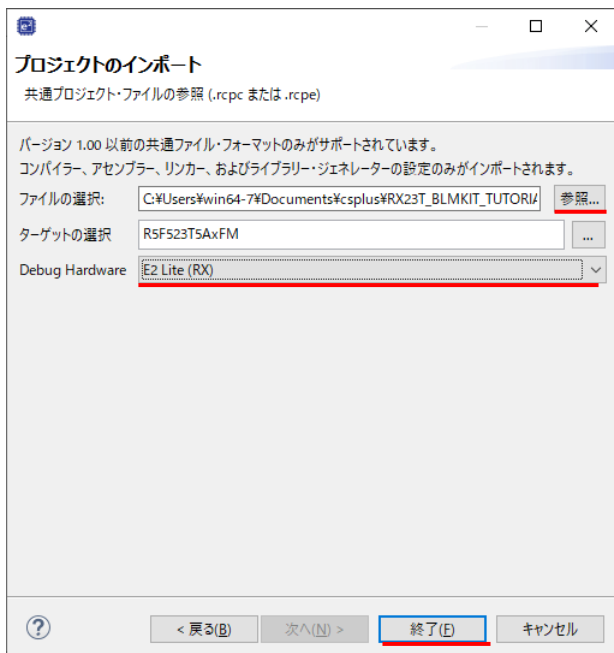 プロジェクトのインポート
共通プロジェクト・ファイルの参照 (.rcpc または .rcpe)
バージョン 1.00 以前の共通ファイル・フォーマットのみがサポートされています。
コンパイラー、アセンブラー、リンカー、およびライブラリー・ジェネレーターの設定のみがインポートされます。
ファイルの選択: C:¥Users¥win64-7¥Documents¥csplus¥RX23T_BLMKIT_TUTORIA 参照...
ターゲットの選択 R5F523T5AxFM ...
Debug Hardware E2 Lite (RX)
< 戻る(B) 次へ(N) > 終了(F) キャンセル